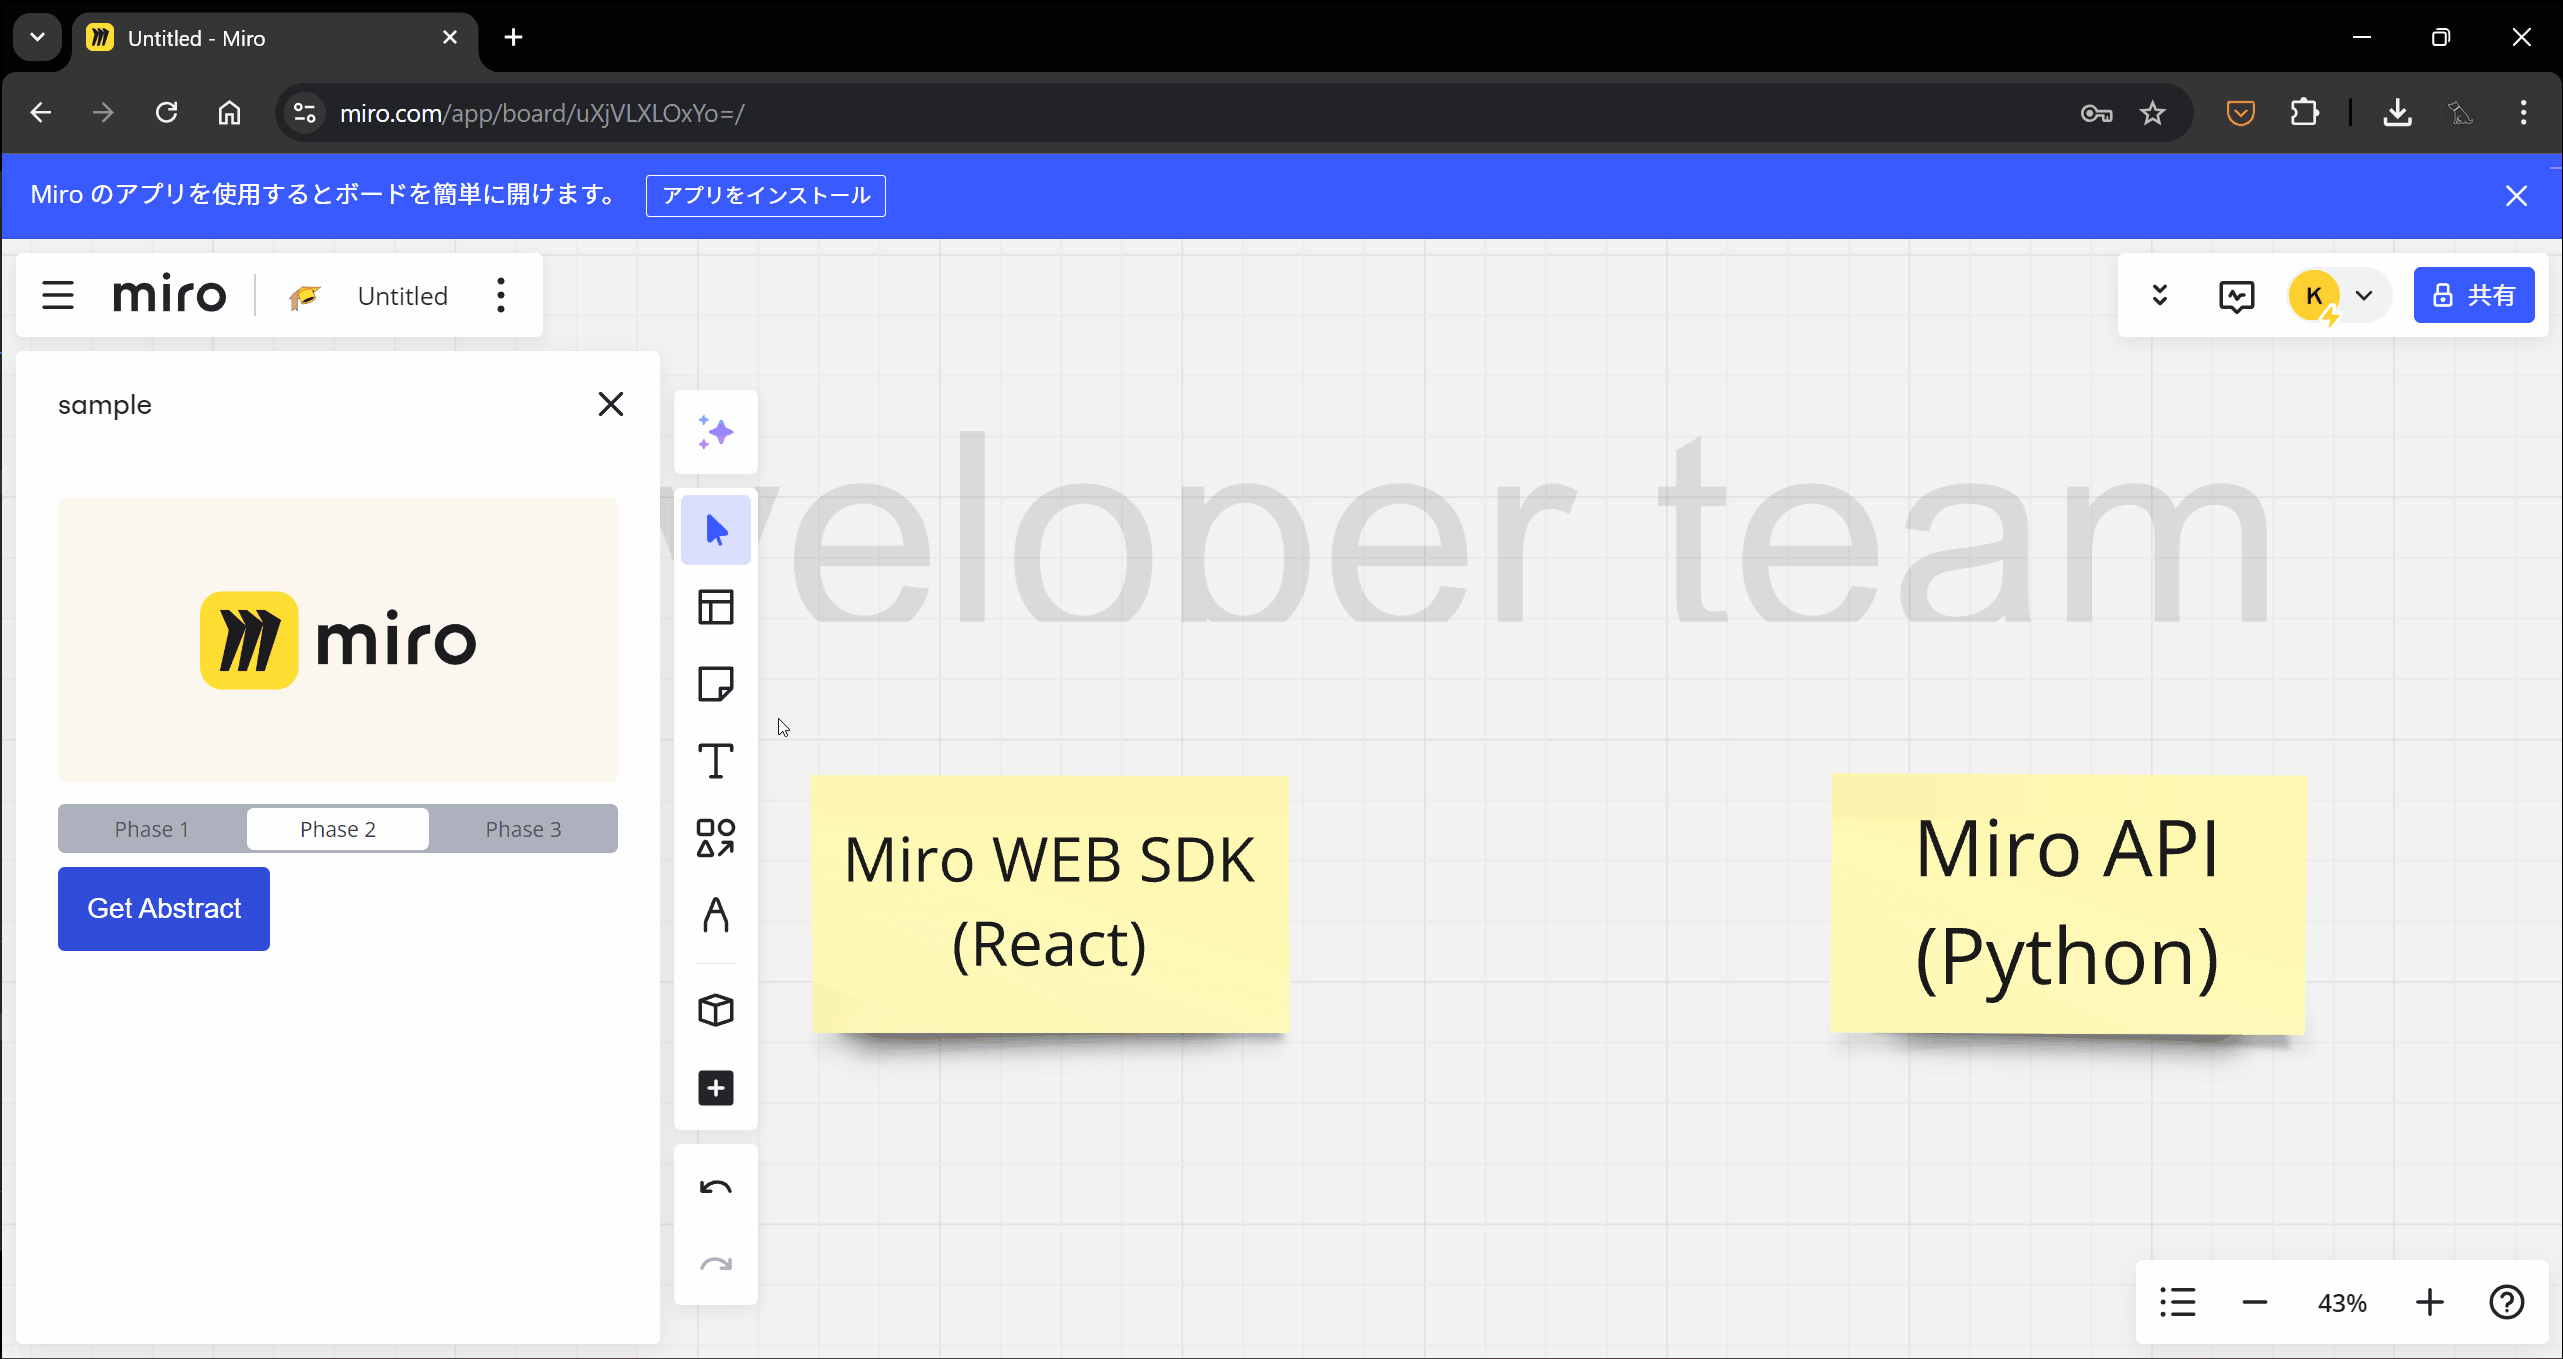 Untitled - Miro
miro.com/app/board/uXjVLXLOxYo=/
Miro のアプリを使用するとボードを簡単に開けます。
アプリをインストール
miro
Untitled
K
共有
sample
miro
Phase 1
Phase 2
Phase 3
Get Abstract
veloper team
Miro WEB SDK
(React)
Miro API
(Python)
43%